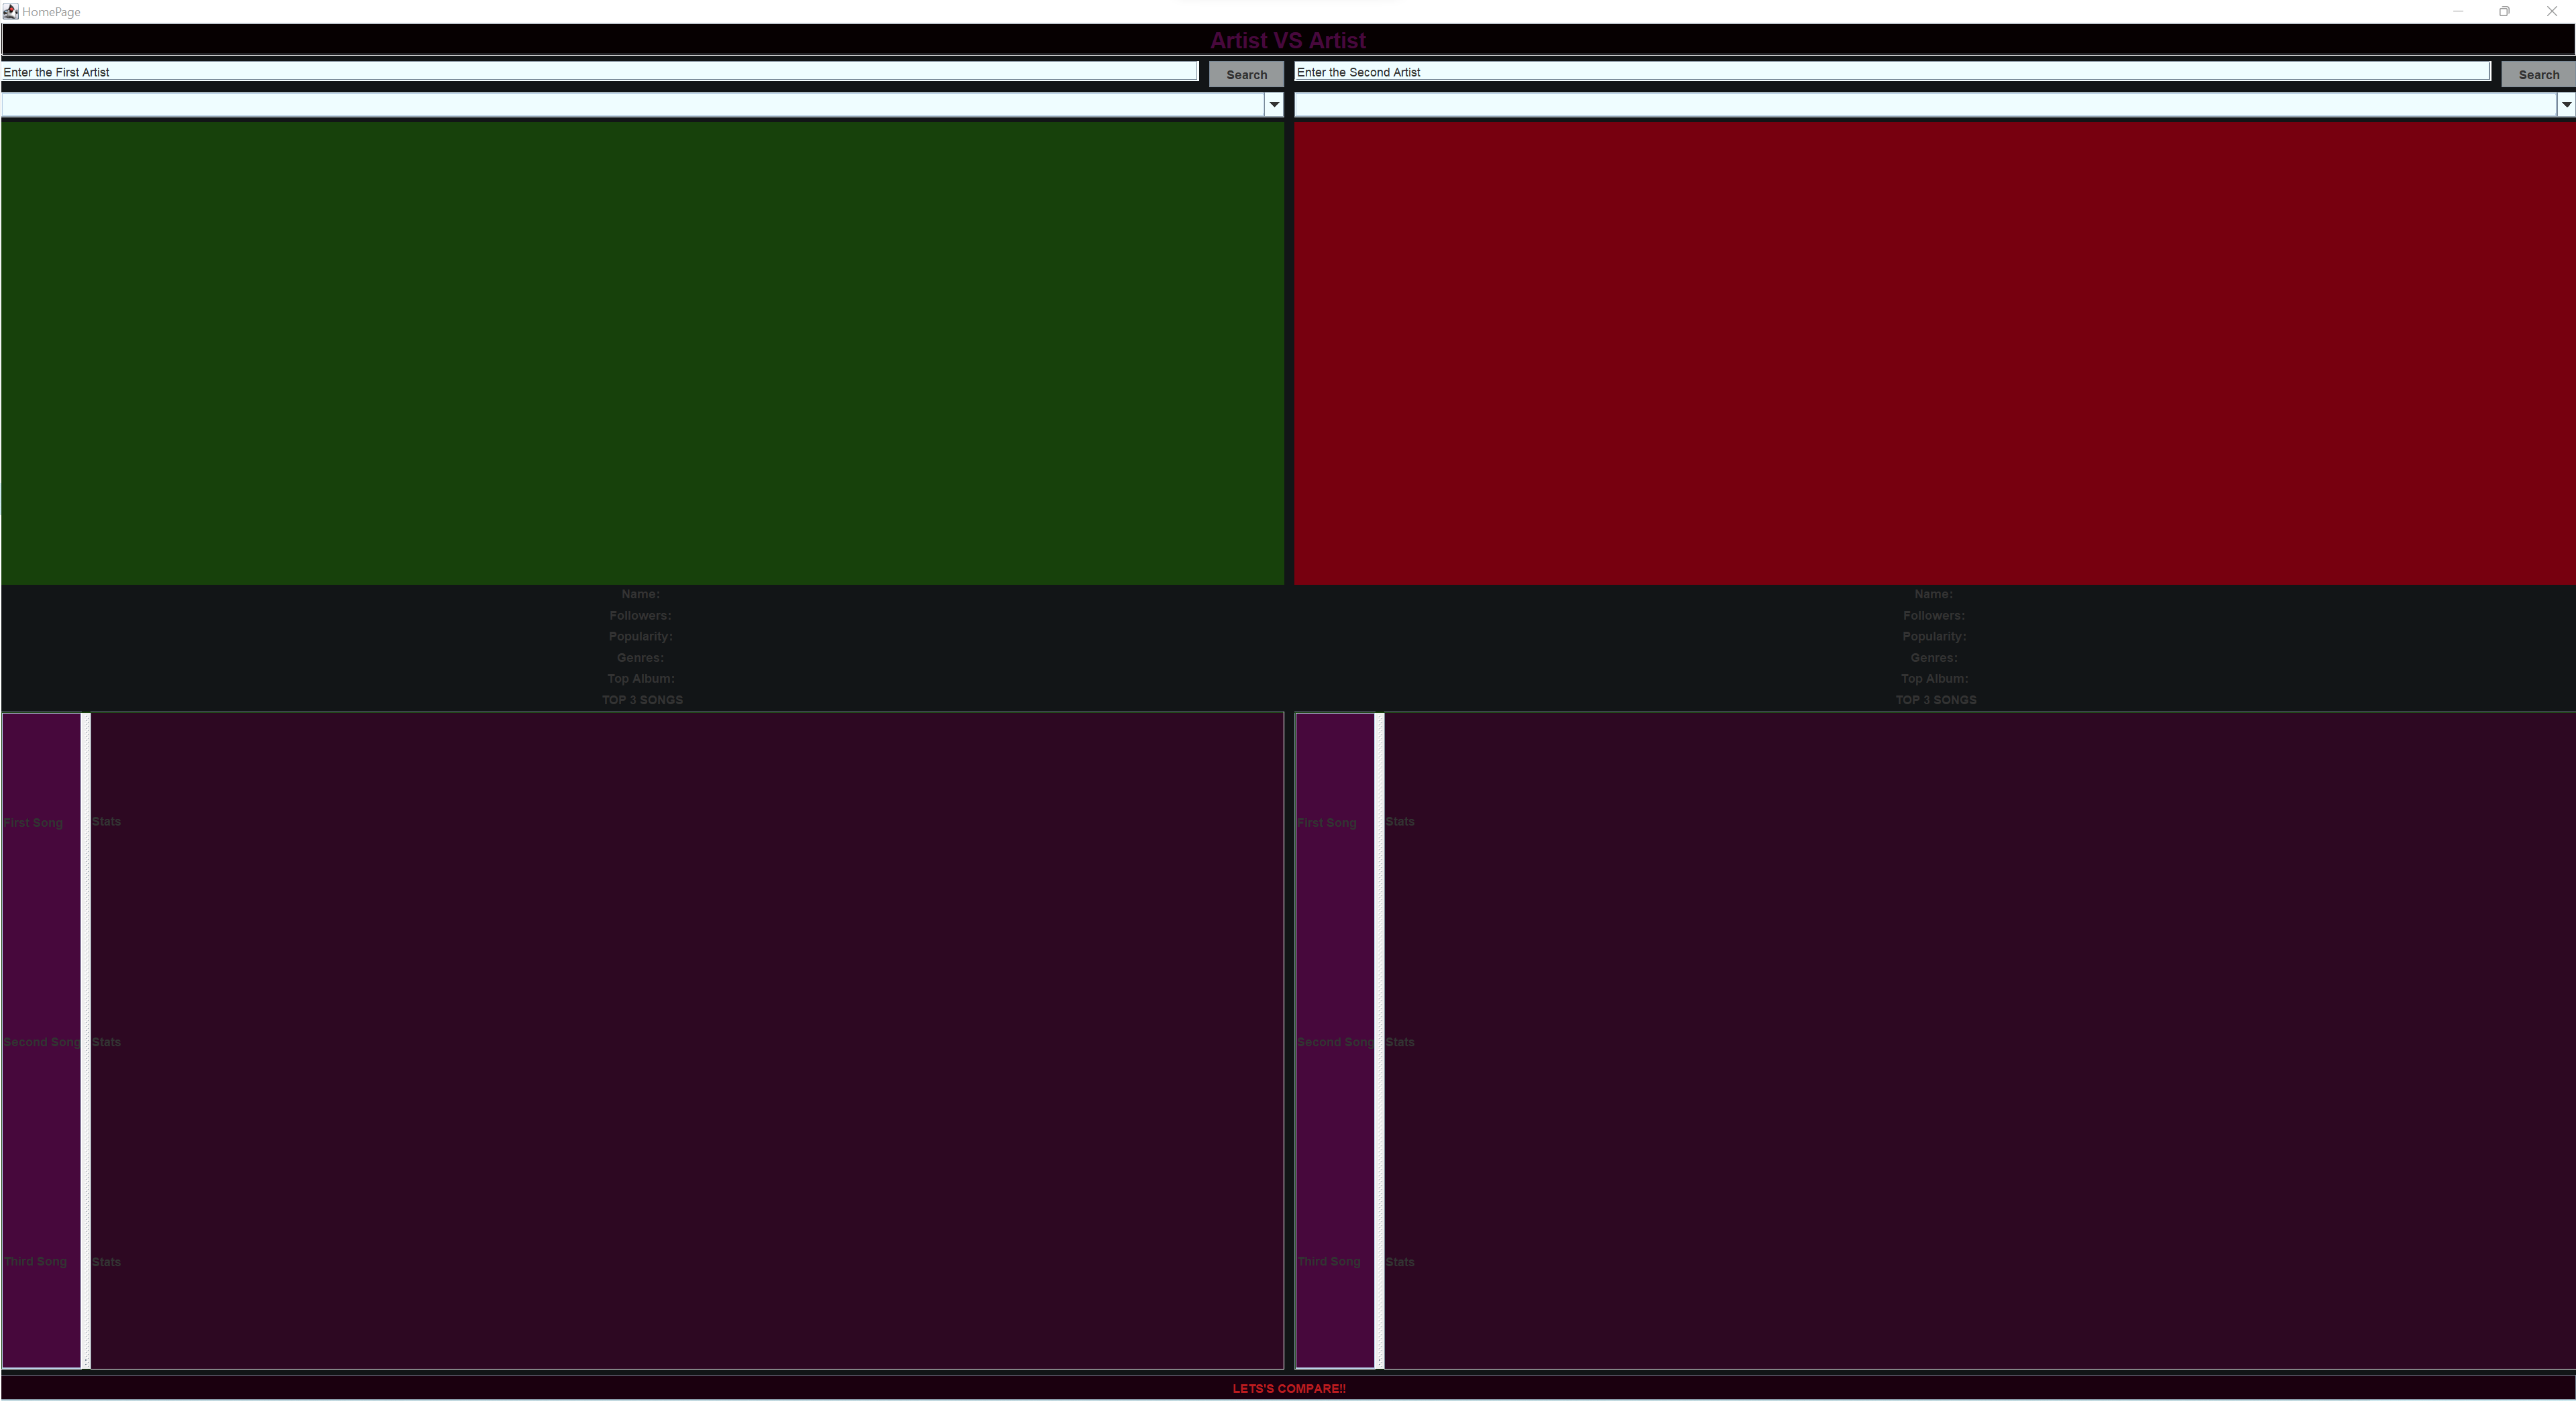 HomePage
Artist VS Artist
Enter the First Artist
Search
Enter the Second Artist
Search
Name:
Followers:
Popularity:
Genres:
Top Album:
TOP 3 SONGS
Name:
Followers:
Popularity:
Genres:
Top Album:
TOP 3 SONGS
First Song
Stats
Second Song
Stats
Third Song
Stats
First Song
Stats
Second Song
Stats
Third Song
Stats
LETS'S COMPARE!!